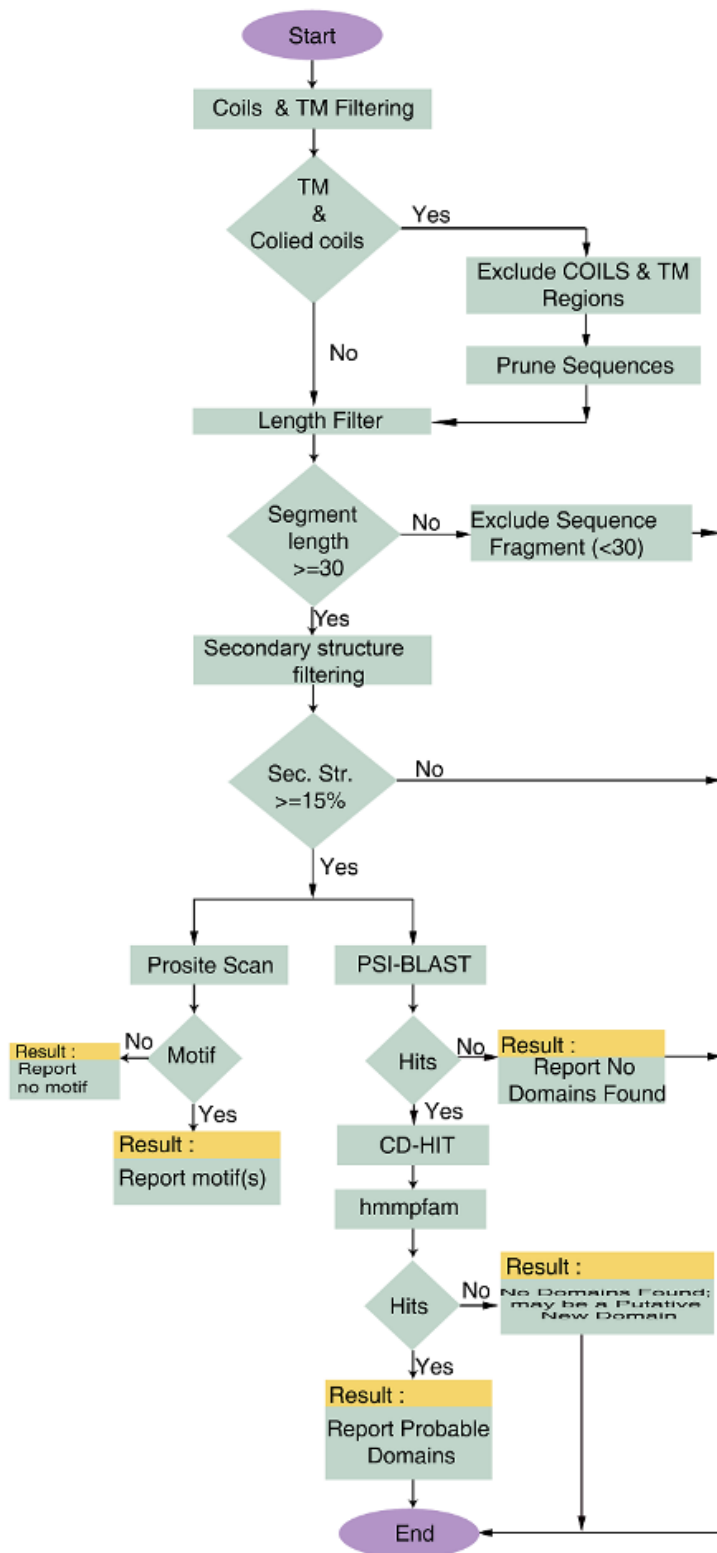 Start
Coils & TM Filtering
TM
&
Colied coils
Yes
Exclude COILS & TM
Regions
No
Prune Sequences
Length Filter
Segment
length
>=30
No
Exclude Sequence
Fragment (<30)
Yes
Secondary structure
filtering
Sec. Str.
>=15%
No
Yes
Prosite Scan
PSI-BLAST
Motif
No
Result :
Report
no motif
Yes
Result :
Report motif(s)
Hits
No
Result :
Report No
Domains Found
Yes
CD-HIT
hmmpfam
Hits
No
Result :
No Domains Found;
may be a Putative
New Domain
Yes
Result :
Report Probable
Domains
End